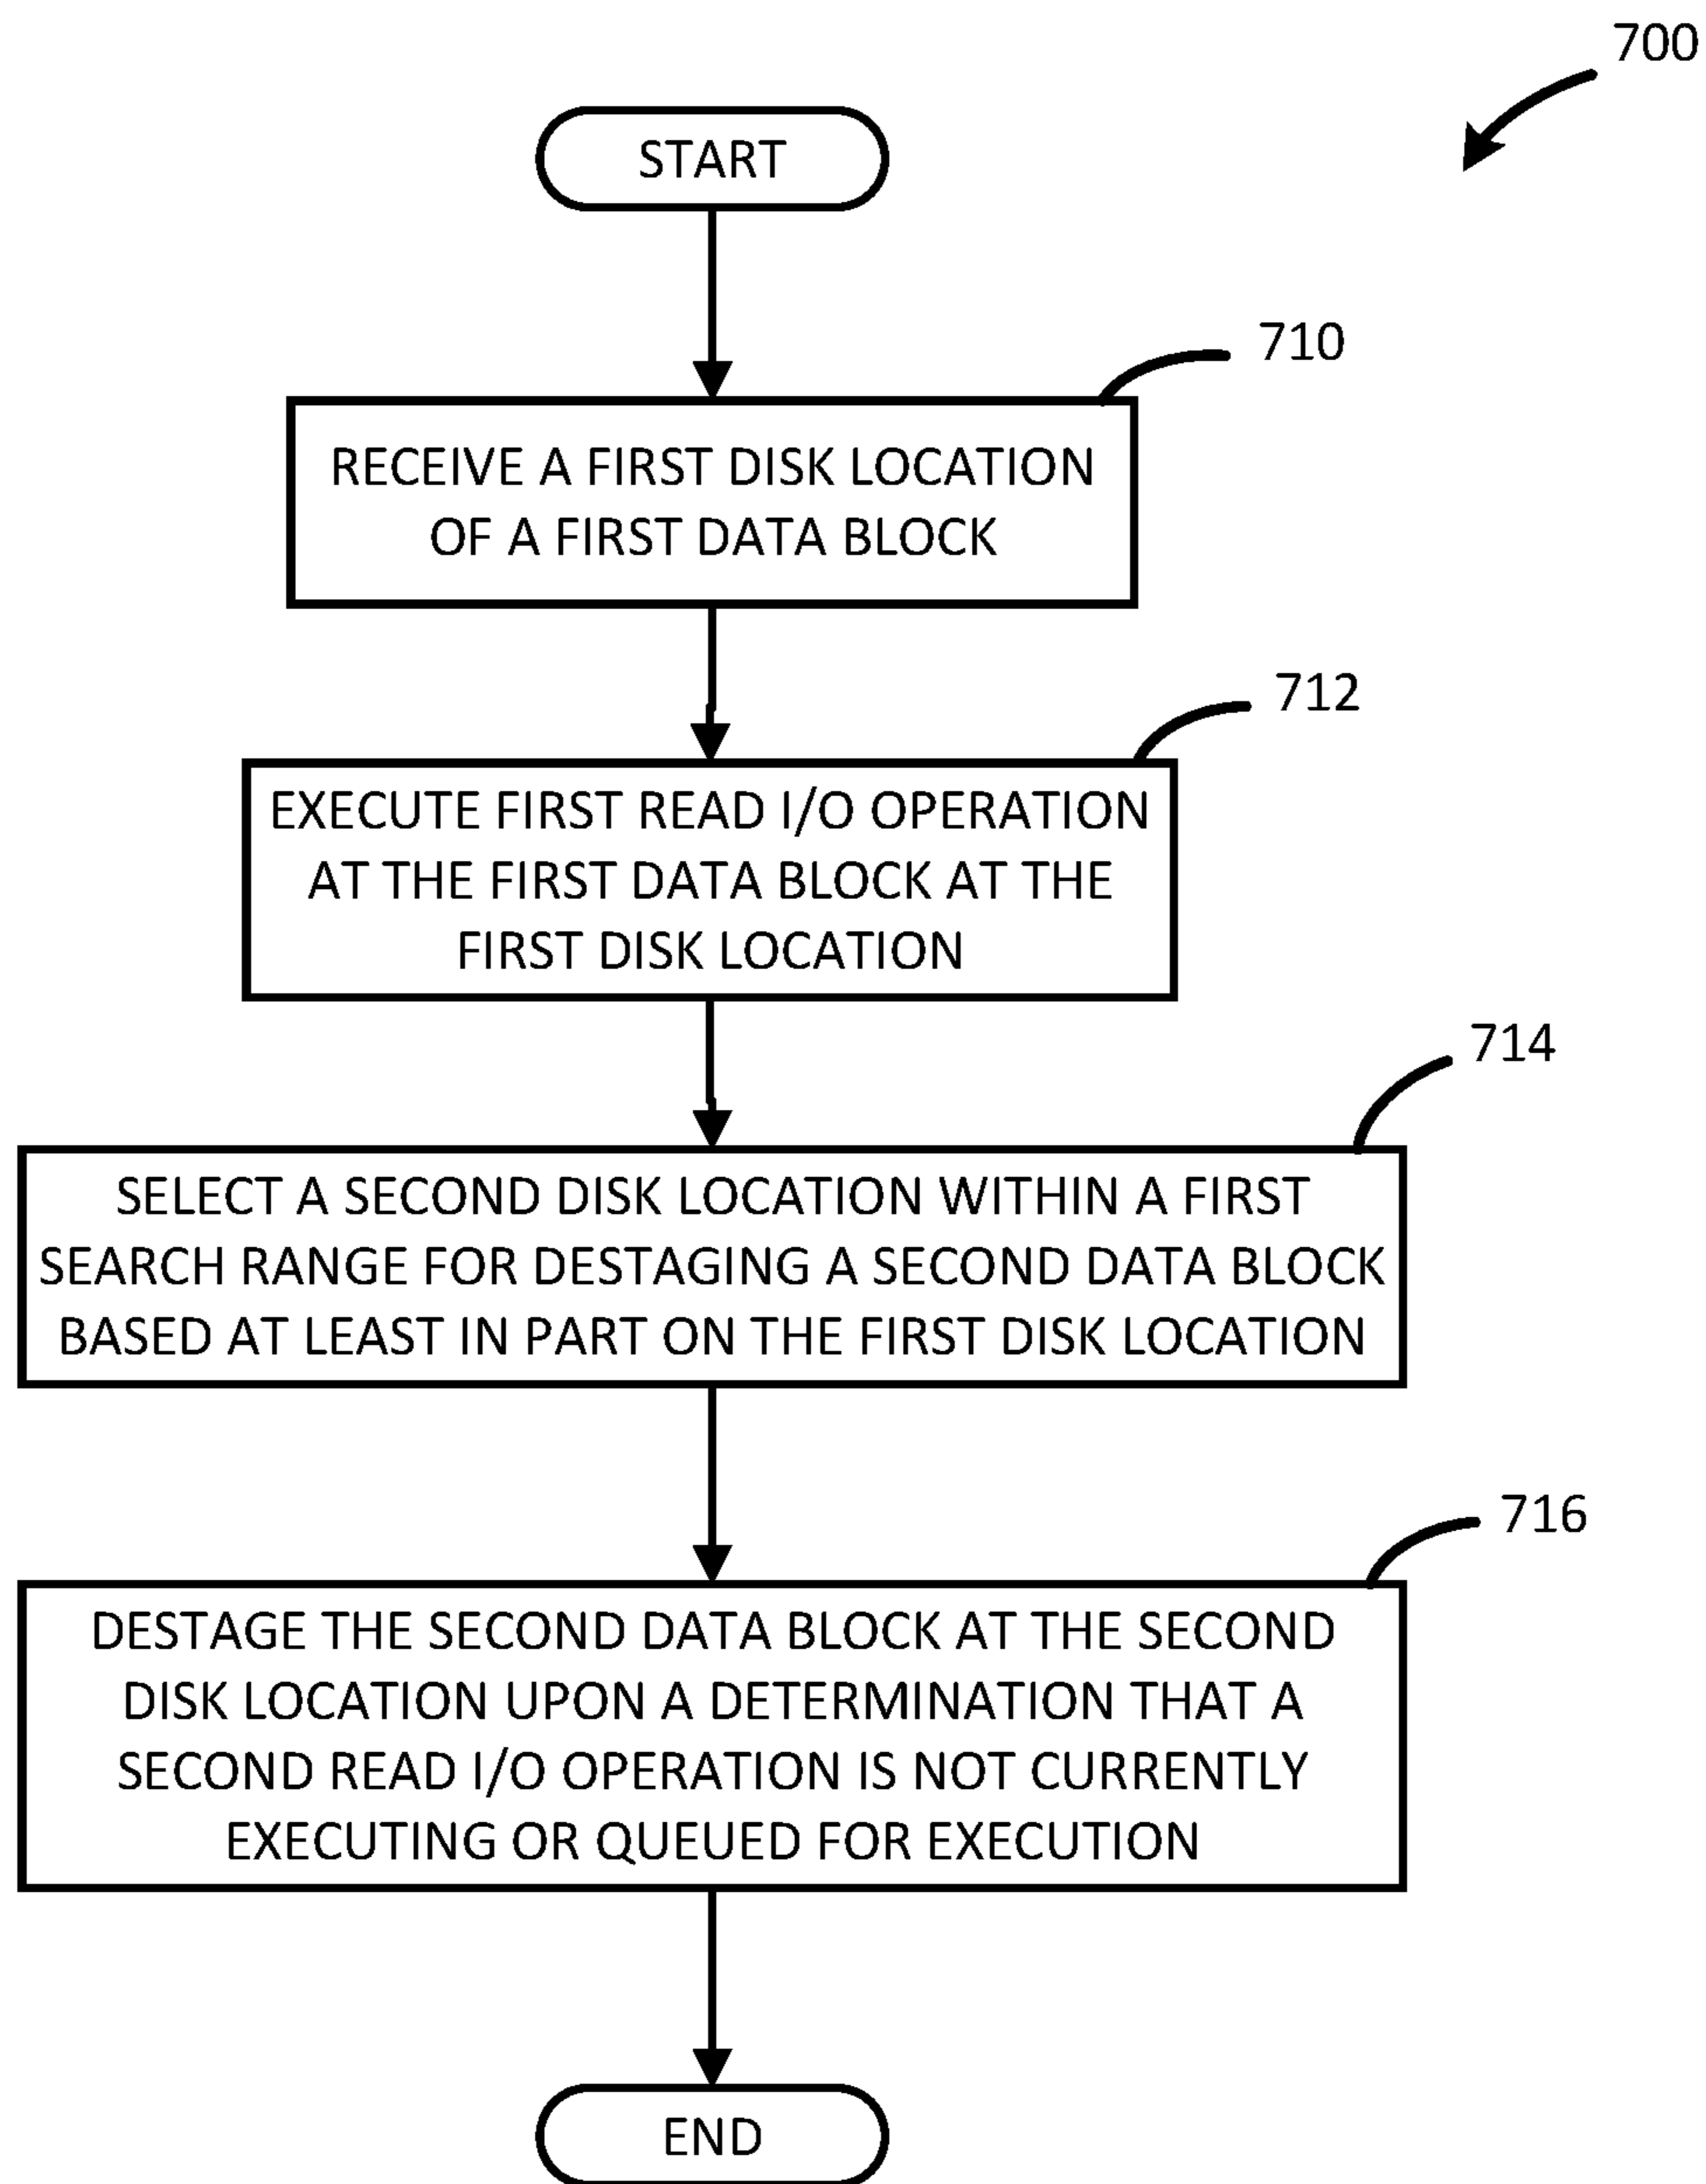 700
START
710
RECEIVE A FIRST DISK LOCATION
OF A FIRST DATA BLOCK
712
EXECUTE FIRST READ I/O OPERATION
AT THE FIRST DATA BLOCK AT THE
FIRST DISK LOCATION
714
SELECT A SECOND DISK LOCATION WITHIN A FIRST
SEARCH RANGE FOR DESTAGING A SECOND DATA BLOCK
BASED AT LEAST IN PART ON THE FIRST DISK LOCATION
716
DESTAGE THE SECOND DATA BLOCK AT THE SECOND
DISK LOCATION UPON A DETERMINATION THAT A
SECOND READ I/O OPERATION IS NOT CURRENTLY
EXECUTING OR QUEUED FOR EXECUTION
END